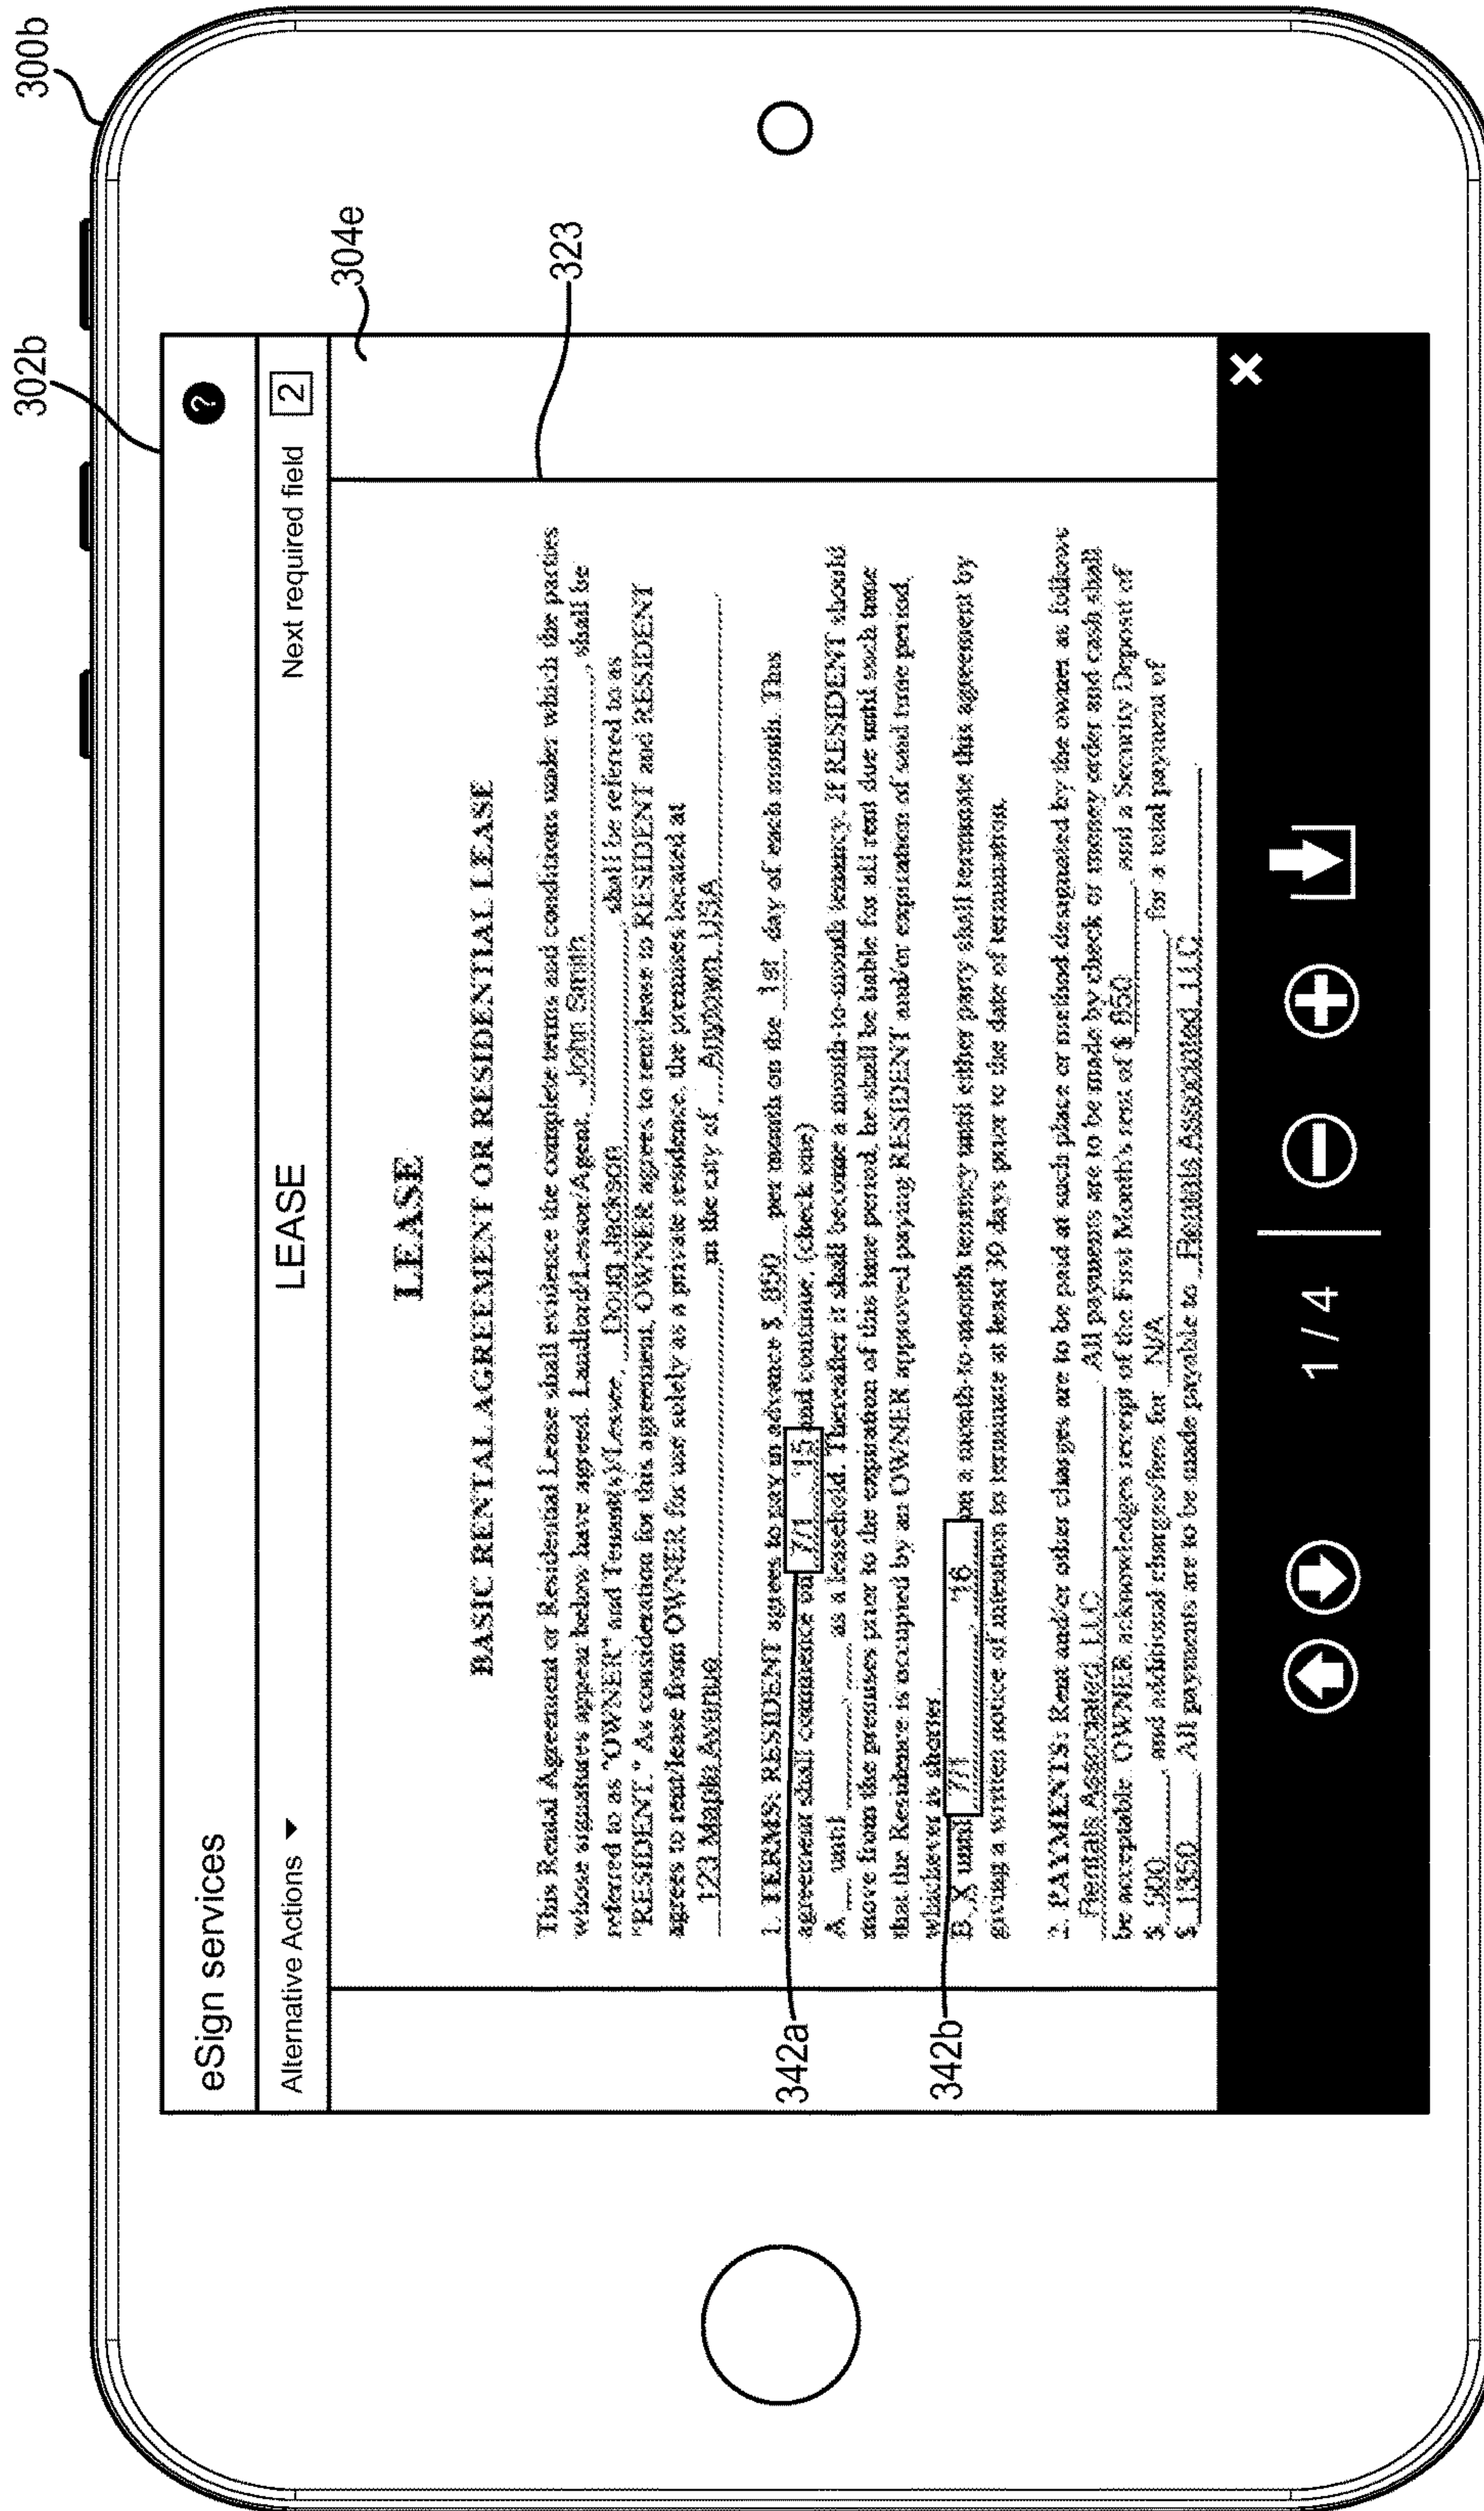 300b
302b
eSign services
?
Alternative Actions
LEASE
Next required field 2
304e
323
LEASE
BASIC RENTAL AGREEMENT OR RESIDENTIAL LEASE
This Rental Agreement or Residential Lease shall evidence the complete terms and conditions under which the parties
whose signatures appear below have agreed. Landlord/Lessor/Agent, John Smith, shall be
referred to as "OWNER" and Tenant(s)/Lessee, Doug Jackson shall be referred to as
"RESIDENT." As consideration for this agreement, OWNER agrees to rent/lease to RESIDENT and RESIDENT
agrees to rent/lease from OWNER for use solely as a private residence, the premises located at
123 Maple Avenue in the city of Anytown, USA
1. TERMS: RESIDENT agrees to pay in advance $ 850 per month on the 1st day of each month. This
agreement shall commence on 7/1 '15 and continue; (check one)
A. until as a leasehold. Thereafter it shall become a month-to-month tenancy. If RESIDENT should
move from the premises prior to the expiration of this time period, he shall be liable for all rent due until such time
that the Residence is occupied by an OWNER approved paying RESIDENT and/or expiration of said time period,
whichever is shorter.
B. X until 7/1 '16 on a month-to-month tenancy until either party shall terminate this agreement by
giving a written notice of intention to terminate at least 30 days prior to the date of termination.
2. PAYMENTS: Rent and/or other charges are to be paid at such place or method designated by the owner as follows
Rentals Associated LLC All payments are to be made by check or money order and cash shall
be acceptable. OWNER acknowledges receipt of the First Month's rent of $ 850 and a Security Deposit of
$ 500 and additional charges/fees for N/A for a total payment of
$ 1350 All payments are to be made payable to Rentals Associated LLC
342a
342b
1 / 4